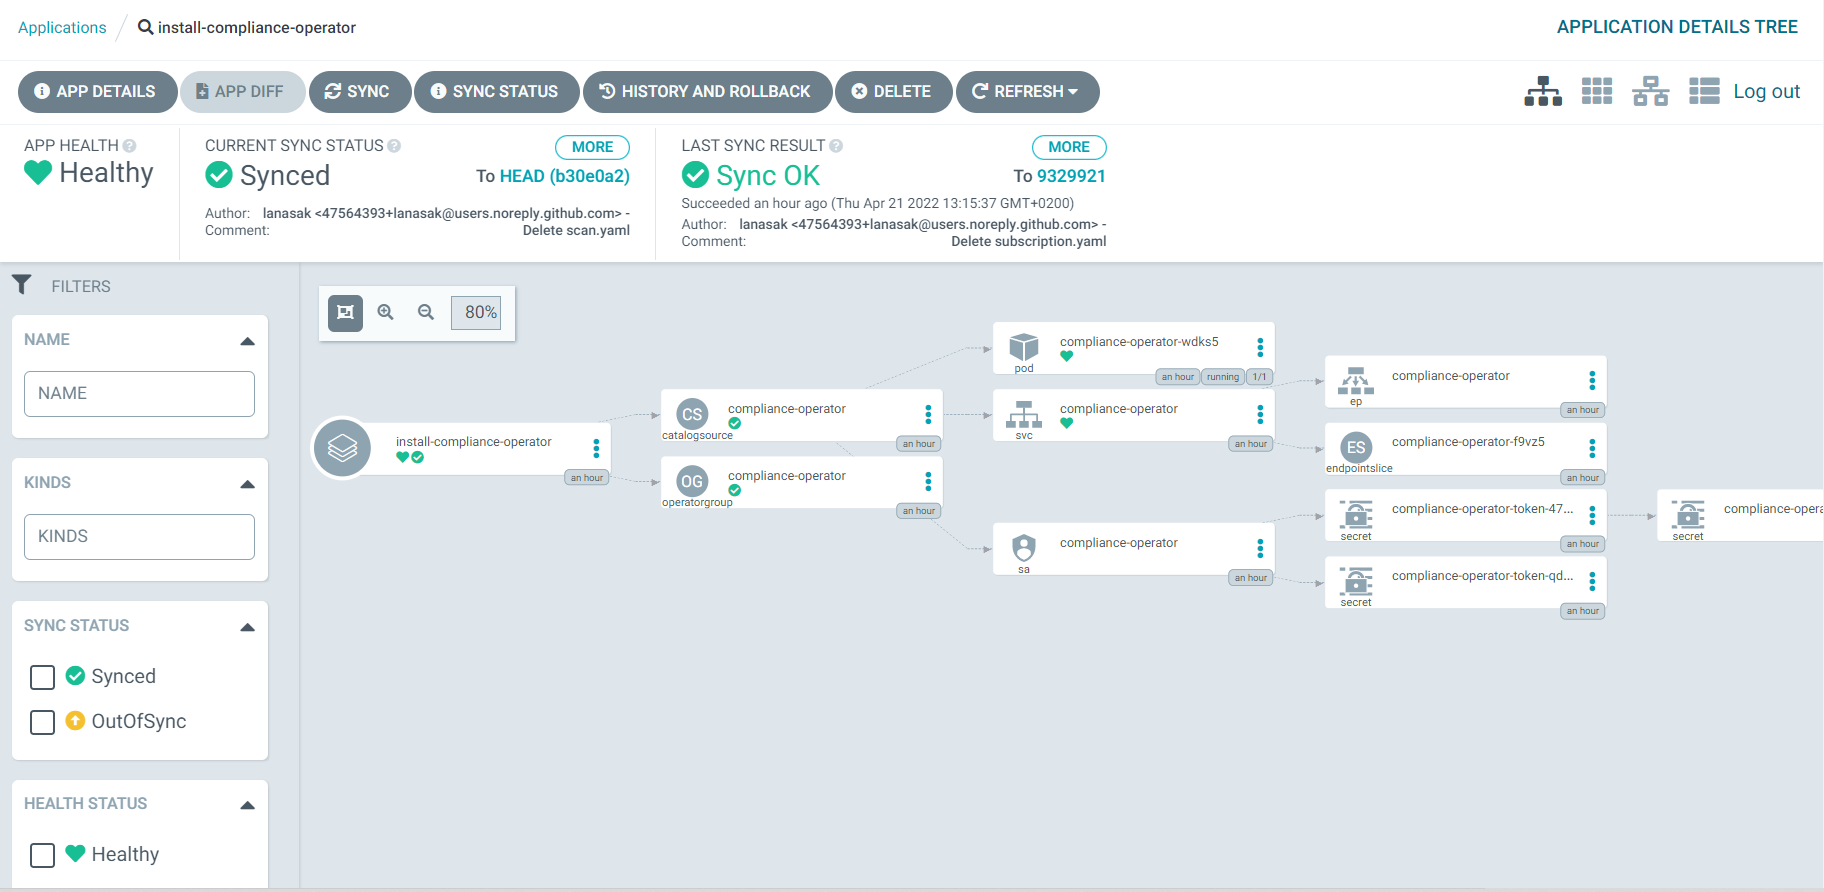 Applications
install-compliance-operator
APPLICATION DETAILS TREE
APP DETAILS
APP DIFF
SYNC
SYNC STATUS
HISTORY AND ROLLBACK
DELETE
REFRESH
Log out
APP HEALTH
Healthy
CURRENT SYNC STATUS
MORE
Synced
To HEAD (b30e0a2)
Author: lanasak <47564393+lanasak@users.noreply.github.com> -
Comment: Delete scan.yaml
LAST SYNC RESULT
MORE
Sync OK
To 9329921
Succeeded an hour ago (Thu Apr 21 2022 13:15:37 GMT+0200)
Author: lanasak <47564393+lanasak@users.noreply.github.com> -
Comment: Delete subscription.yaml
FILTERS
NAME
NAME
KINDS
KINDS
SYNC STATUS
Synced
OutOfSync
HEALTH STATUS
Healthy
80%
install-compliance-operator
an hour
CS
catalogsource
compliance-operator
an hour
OG
operatorgroup
compliance-operator
an hour
pod
compliance-operator-wdks5
an hour
running
1/1
svc
compliance-operator
an hour
sa
compliance-operator
an hour
ep
compliance-operator
an hour
ES
endpointslice
compliance-operator-f9vz5
an hour
secret
compliance-operator-token-47...
an hour
secret
compliance-operator-token-qd...
an hour
secret
compliance-opera